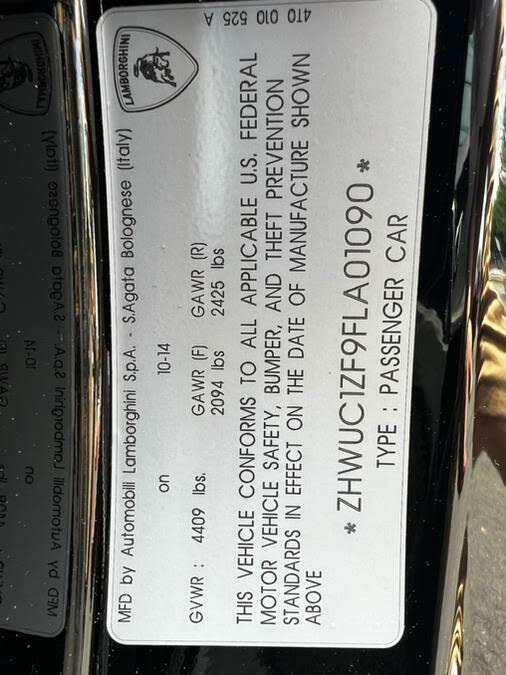 4T0 010 525 A
LAMBORGHINI
MFD by Automobili Lamborghini S.p.A. - S.Agata Bolognese (Italy)
on 10-14
GVWR : 4409 lbs. GAWR (F) GAWR (R)
2094 lbs 2425 lbs
THIS VEHICLE CONFORMS TO ALL APPLICABLE U.S. FEDERAL
MOTOR VEHICLE SAFETY, BUMPER, AND THEFT PREVENTION
STANDARDS IN EFFECT ON THE DATE OF MANUFACTURE SHOWN
ABOVE
* ZHWUC1ZF9FLA01090 *
TYPE : PASSENGER CAR